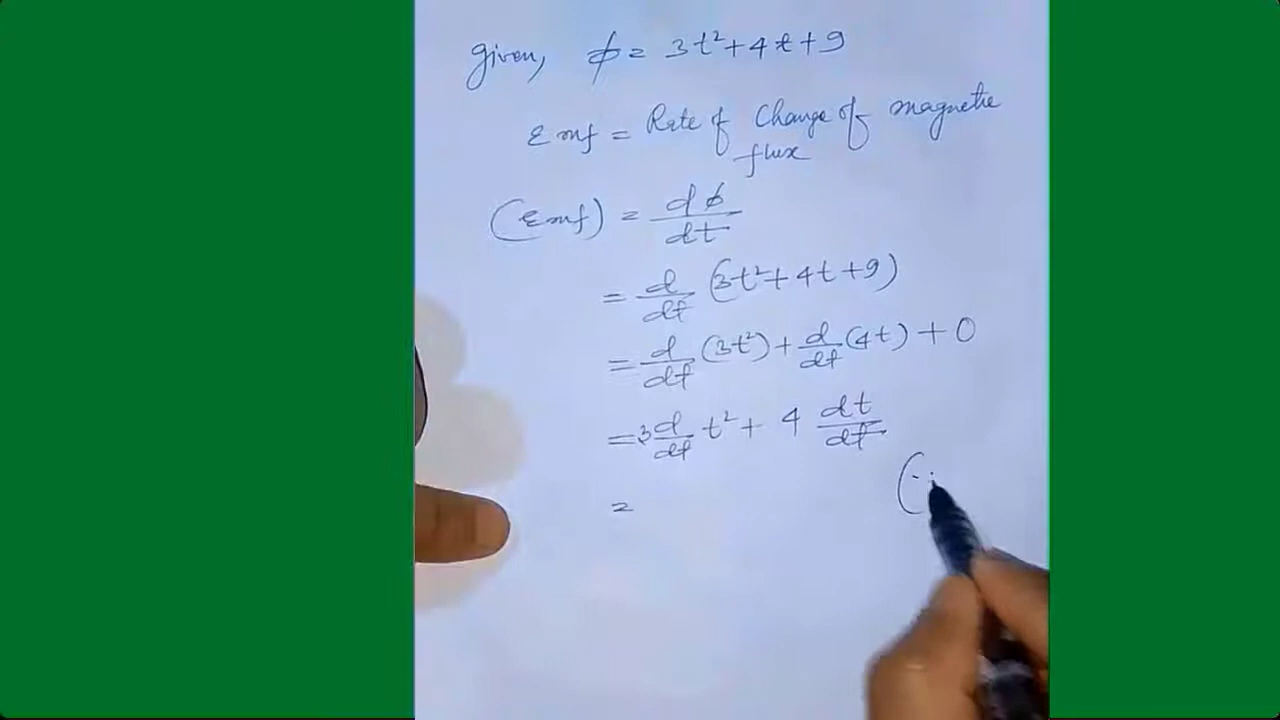 Given, φ = 3t²+4t+9
Emf = Rate of Change of magnetic
flux
(Emf) = dφ/dt
= d/dt (3t²+4t+9)
= d/dt (3t²) + d/dt (4t) + 0
= 3 d/dt t² + 4 dt/dt
=